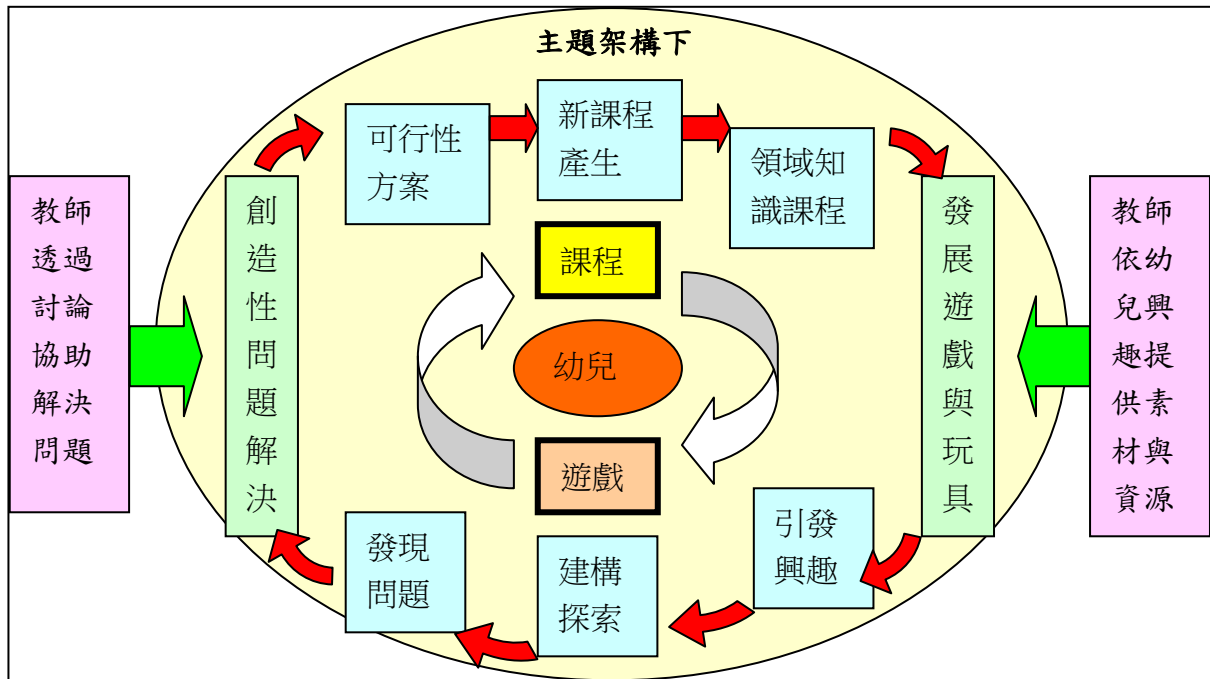 主題架構下
可行性
方案
新課程
產生
領域知
識課程
教師
透過
討論
協助
解決
問題
創造性問題解決
課程
幼兒
遊戲
發展遊戲與玩具
教師
依幼
兒興
趣提
供素
材與
資源
發現
問題
建構
探索
引發
興趣